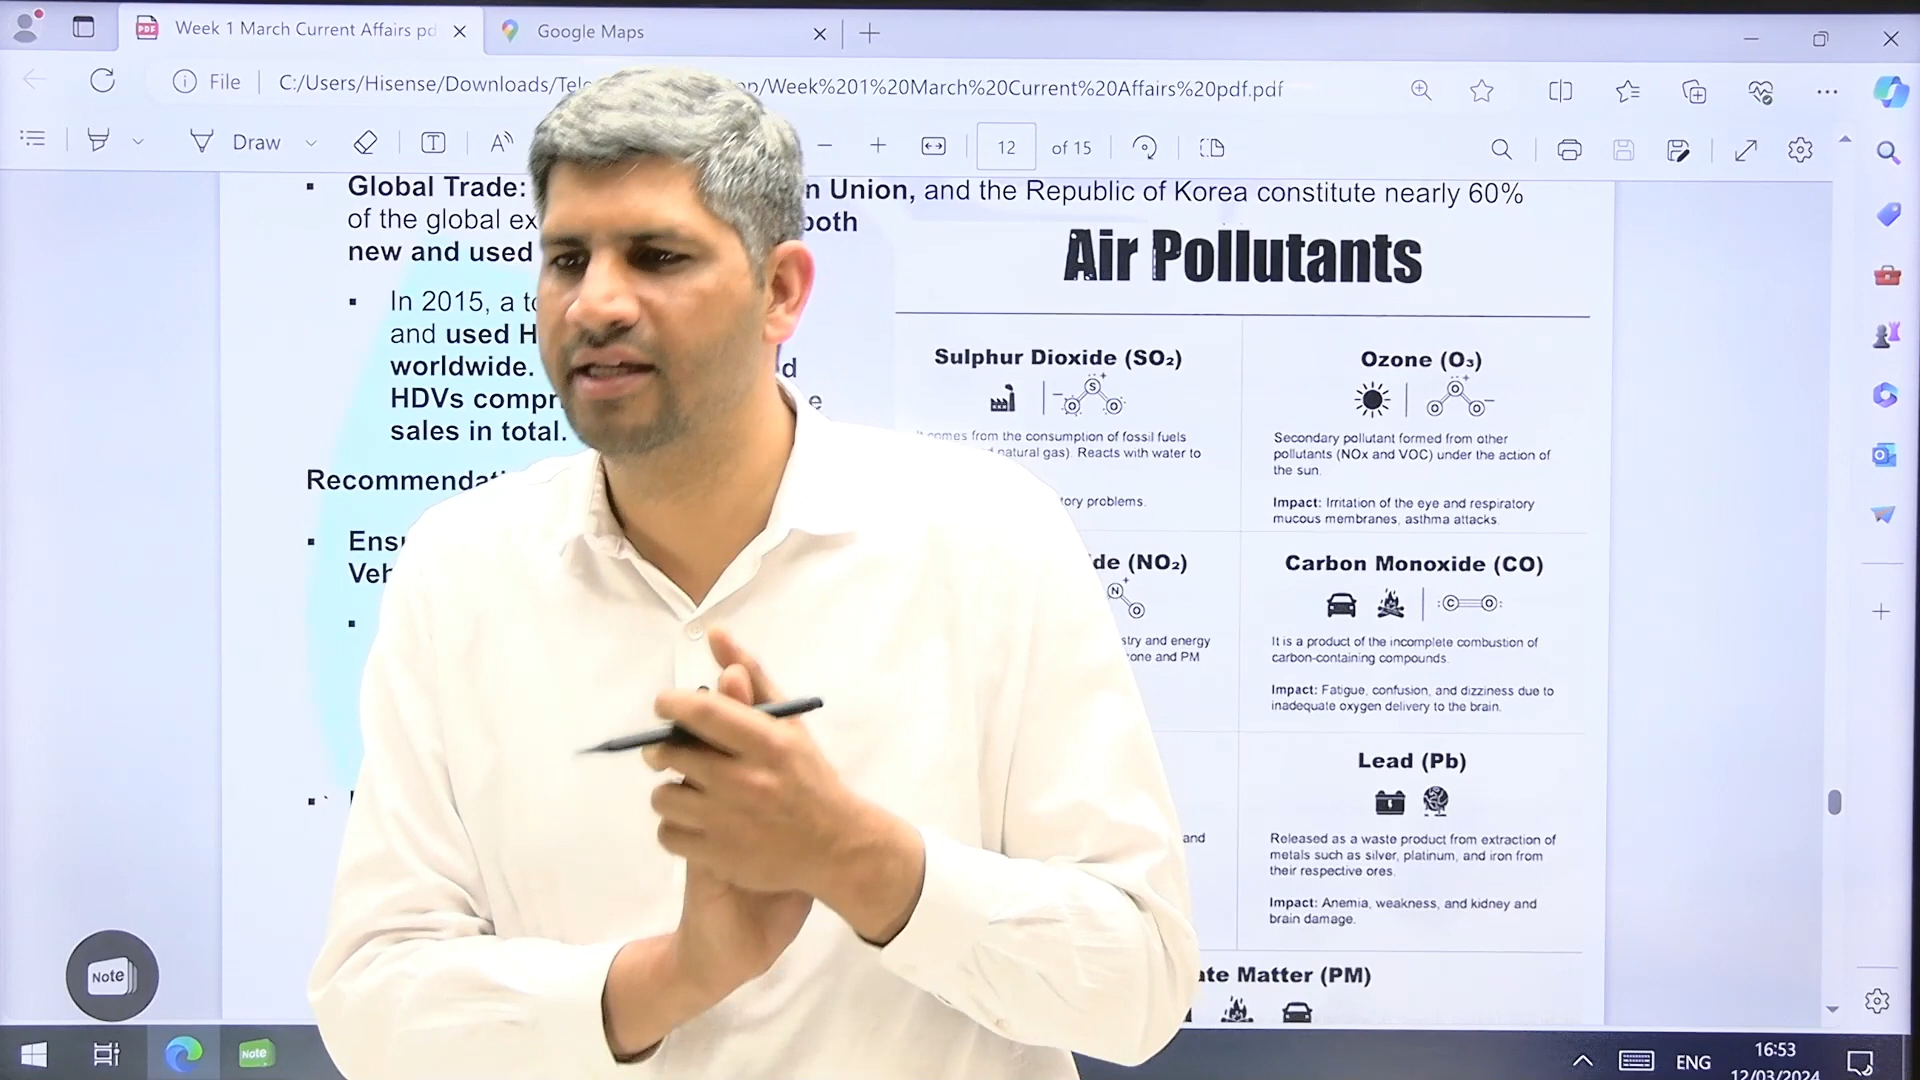 Week 1 March Current Affairs pd
Google Maps
File
C:/Users/Hisense/Downloads/Tele
/Week%201%20March%20Current%20Affairs%20pdf.pdf
Draw
12 of 15
Global Trade:
n Union, and the Republic of Korea constitute nearly 60%
of the global ex
both
new and used
In 2015, a to
and used H
worldwide.
d
HDVs compr
e
sales in total.
Recommendat
Ensu
Veh
Air Pollutants
Sulphur Dioxide (SO₂)
comes from the consumption of fossil fuels
natural gas). Reacts with water to
tory problems.
Ozone (O₃)
Secondary pollutant formed from other
pollutants (NOx and VOC) under the action of
the sun.
Impact: Irritation of the eye and respiratory
mucous membranes, asthma attacks.
de (NO₂)
stry and energy
one and PM
Carbon Monoxide (CO)
It is a product of the incomplete combustion of
carbon-containing compounds.
Impact: Fatigue, confusion, and dizziness due to
inadequate oxygen delivery to the brain.
and
Lead (Pb)
Released as a waste product from extraction of
metals such as silver, platinum, and iron from
their respective ores.
Impact: Anemia, weakness, and kidney and
brain damage.
ate Matter (PM)
Note
Note
ENG
16:53
12/03/2024